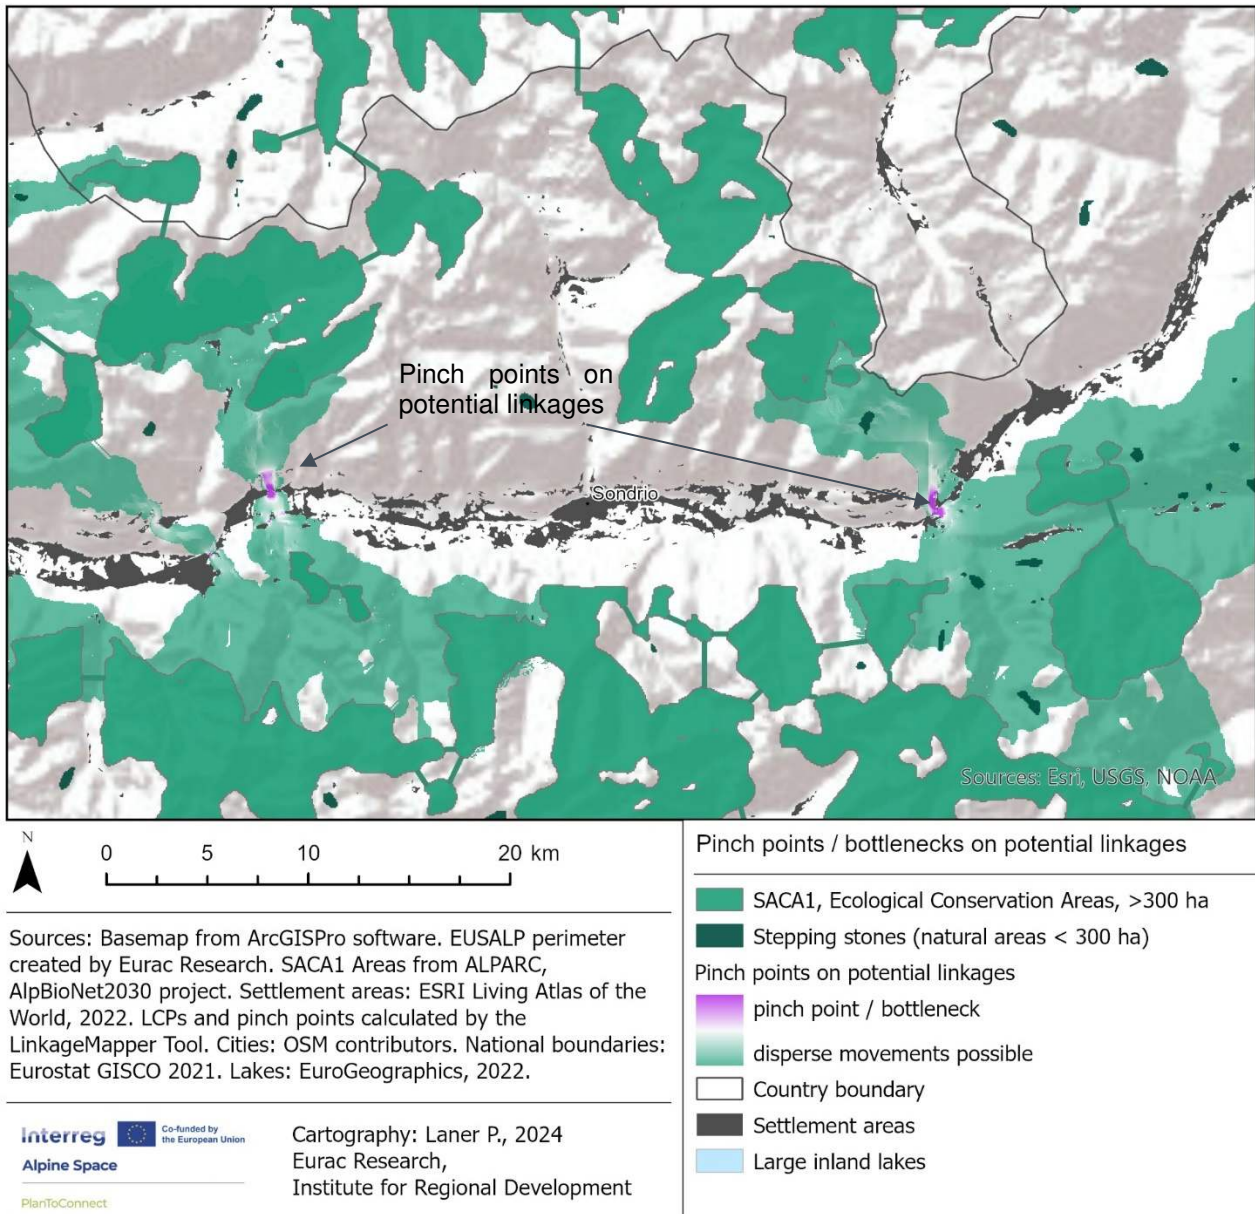 Pinch points on
potential linkages
Sondrio
Sources: Esri, USGS, NOAA
N
0 5 10 20 km
Sources: Basemap from ArcGISPro software. EUSALP perimeter
created by Eurac Research. SACA1 Areas from ALPARC,
AlpBioNet2030 project. Settlement areas: ESRI Living Atlas of the
World, 2022. LCPs and pinch points calculated by the
LinkageMapper Tool. Cities: OSM contributors. National boundaries:
Eurostat GISCO 2021. Lakes: EuroGeographics, 2022.
Interreg
Co-funded by
the European Union
Alpine Space
PlanToConnect
Cartography: Laner P., 2024
Eurac Research,
Institute for Regional Development
Pinch points / bottlenecks on potential linkages
SACA1, Ecological Conservation Areas, >300 ha
Stepping stones (natural areas < 300 ha)
Pinch points on potential linkages
pinch point / bottleneck
disperse movements possible
Country boundary
Settlement areas
Large inland lakes